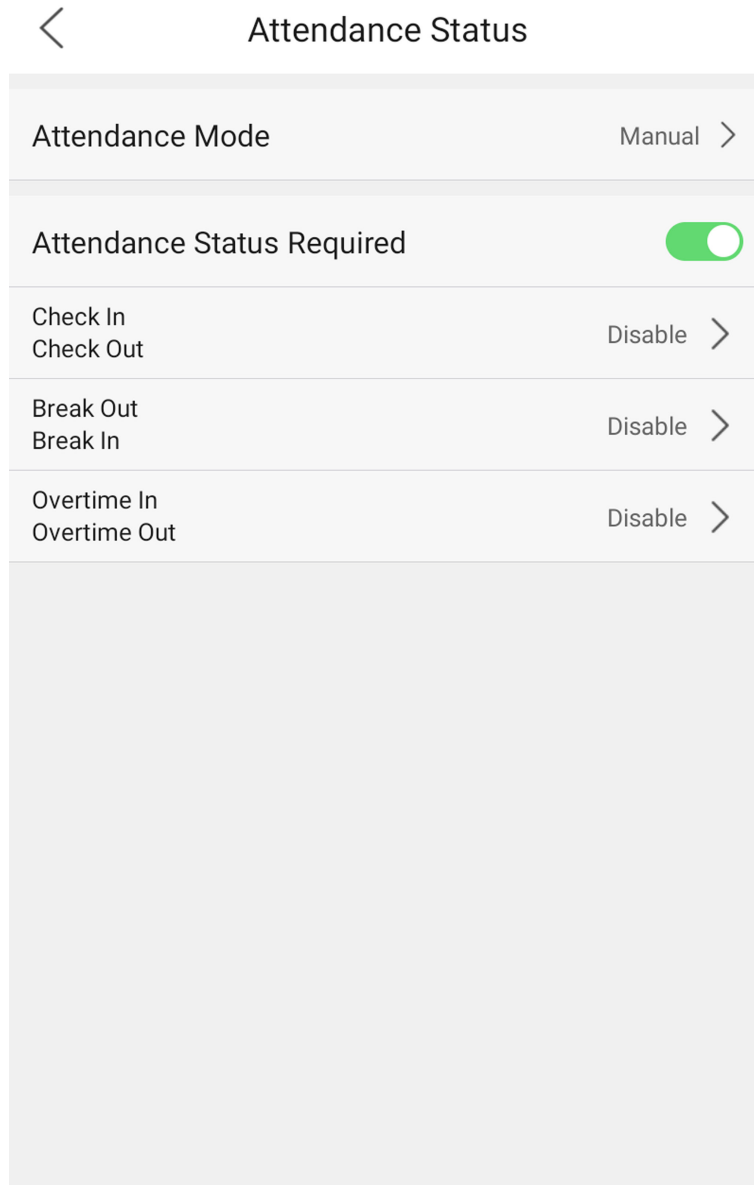 Attendance Status
Attendance Mode
Manual
Attendance Status Required
Check In
Check Out
Disable
Break Out
Break In
Disable
Overtime In
Overtime Out
Disable